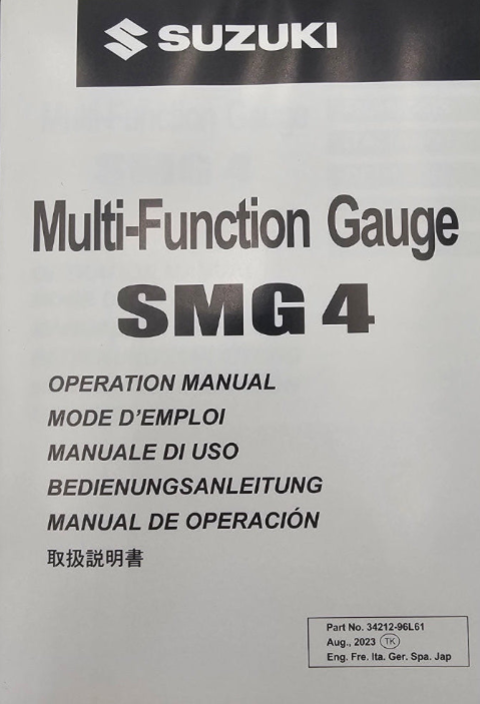 SUZUKI
Multi-Function Gauge
SMG 4
OPERATION MANUAL
MODE D'EMPLOI
MANUALE DI USO
BEDIENUNGSANLEITUNG
MANUAL DE OPERACIÓN
取扱説明書
Part No. 34212-96L61
Aug., 2023 TK
Eng. Fre. Ita. Ger. Spa. Jap